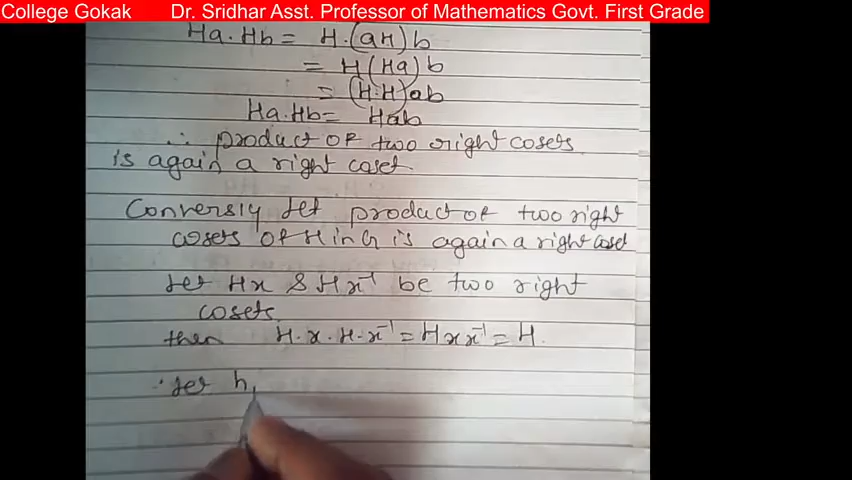 College Gokak Dr. Sridhar Asst. Professor of Mathematics Govt. First Grade
Ha.Hb = H.(aH)b
= H(Ha)b
= (H.H)ab
Ha.Hb = Hab
∴ product of two right cosets
is again a right coset.
Conversly let product of two right
cosets of H in G is again a right coset
let Hx & Hx⁻¹ be two right
cosets
then H.x.H.x⁻¹ = Hxx⁻¹ = H.
let h₁